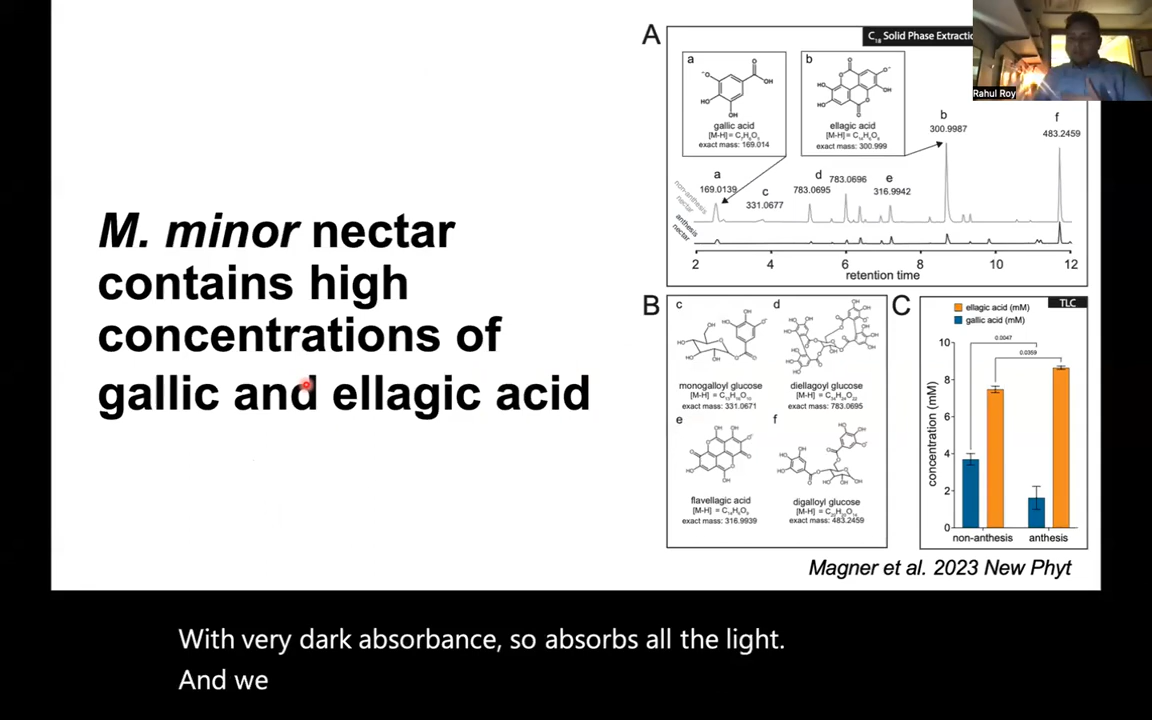 M. minor nectar
contains high
concentrations of
gallic and ellagic acid
A
C18 Solid Phase Extractio
Rahul Roy
a
gallic acid
[M-H] = C7H6O5
exact mass: 169.014
b
ellagic acid
exact mass: 300.999
a
169.0139
c
331.0677
d
783.0695
783.0696
e
316.9942
b
300.9987
f
483.2459
non-anthesis
nectar
anthesis
nectar
2 4 6 8 10 12
retention time
B
c
monogalloyl glucose
exact mass: 331.0671
d
diellagoyl glucose
exact mass: 783.0695
e
flavellagic acid
exact mass: 316.9939
f
digalloyl glucose
exact mass: 483.2459
C
TLC
ellagic acid (mM)
gallic acid (mM)
0.0047
0.0359
concentration (mM)
10
8
6
4
2
0
non-anthesis anthesis
Magner et al. 2023 New Phyt
With very dark absorbance, so absorbs all the light.
And we